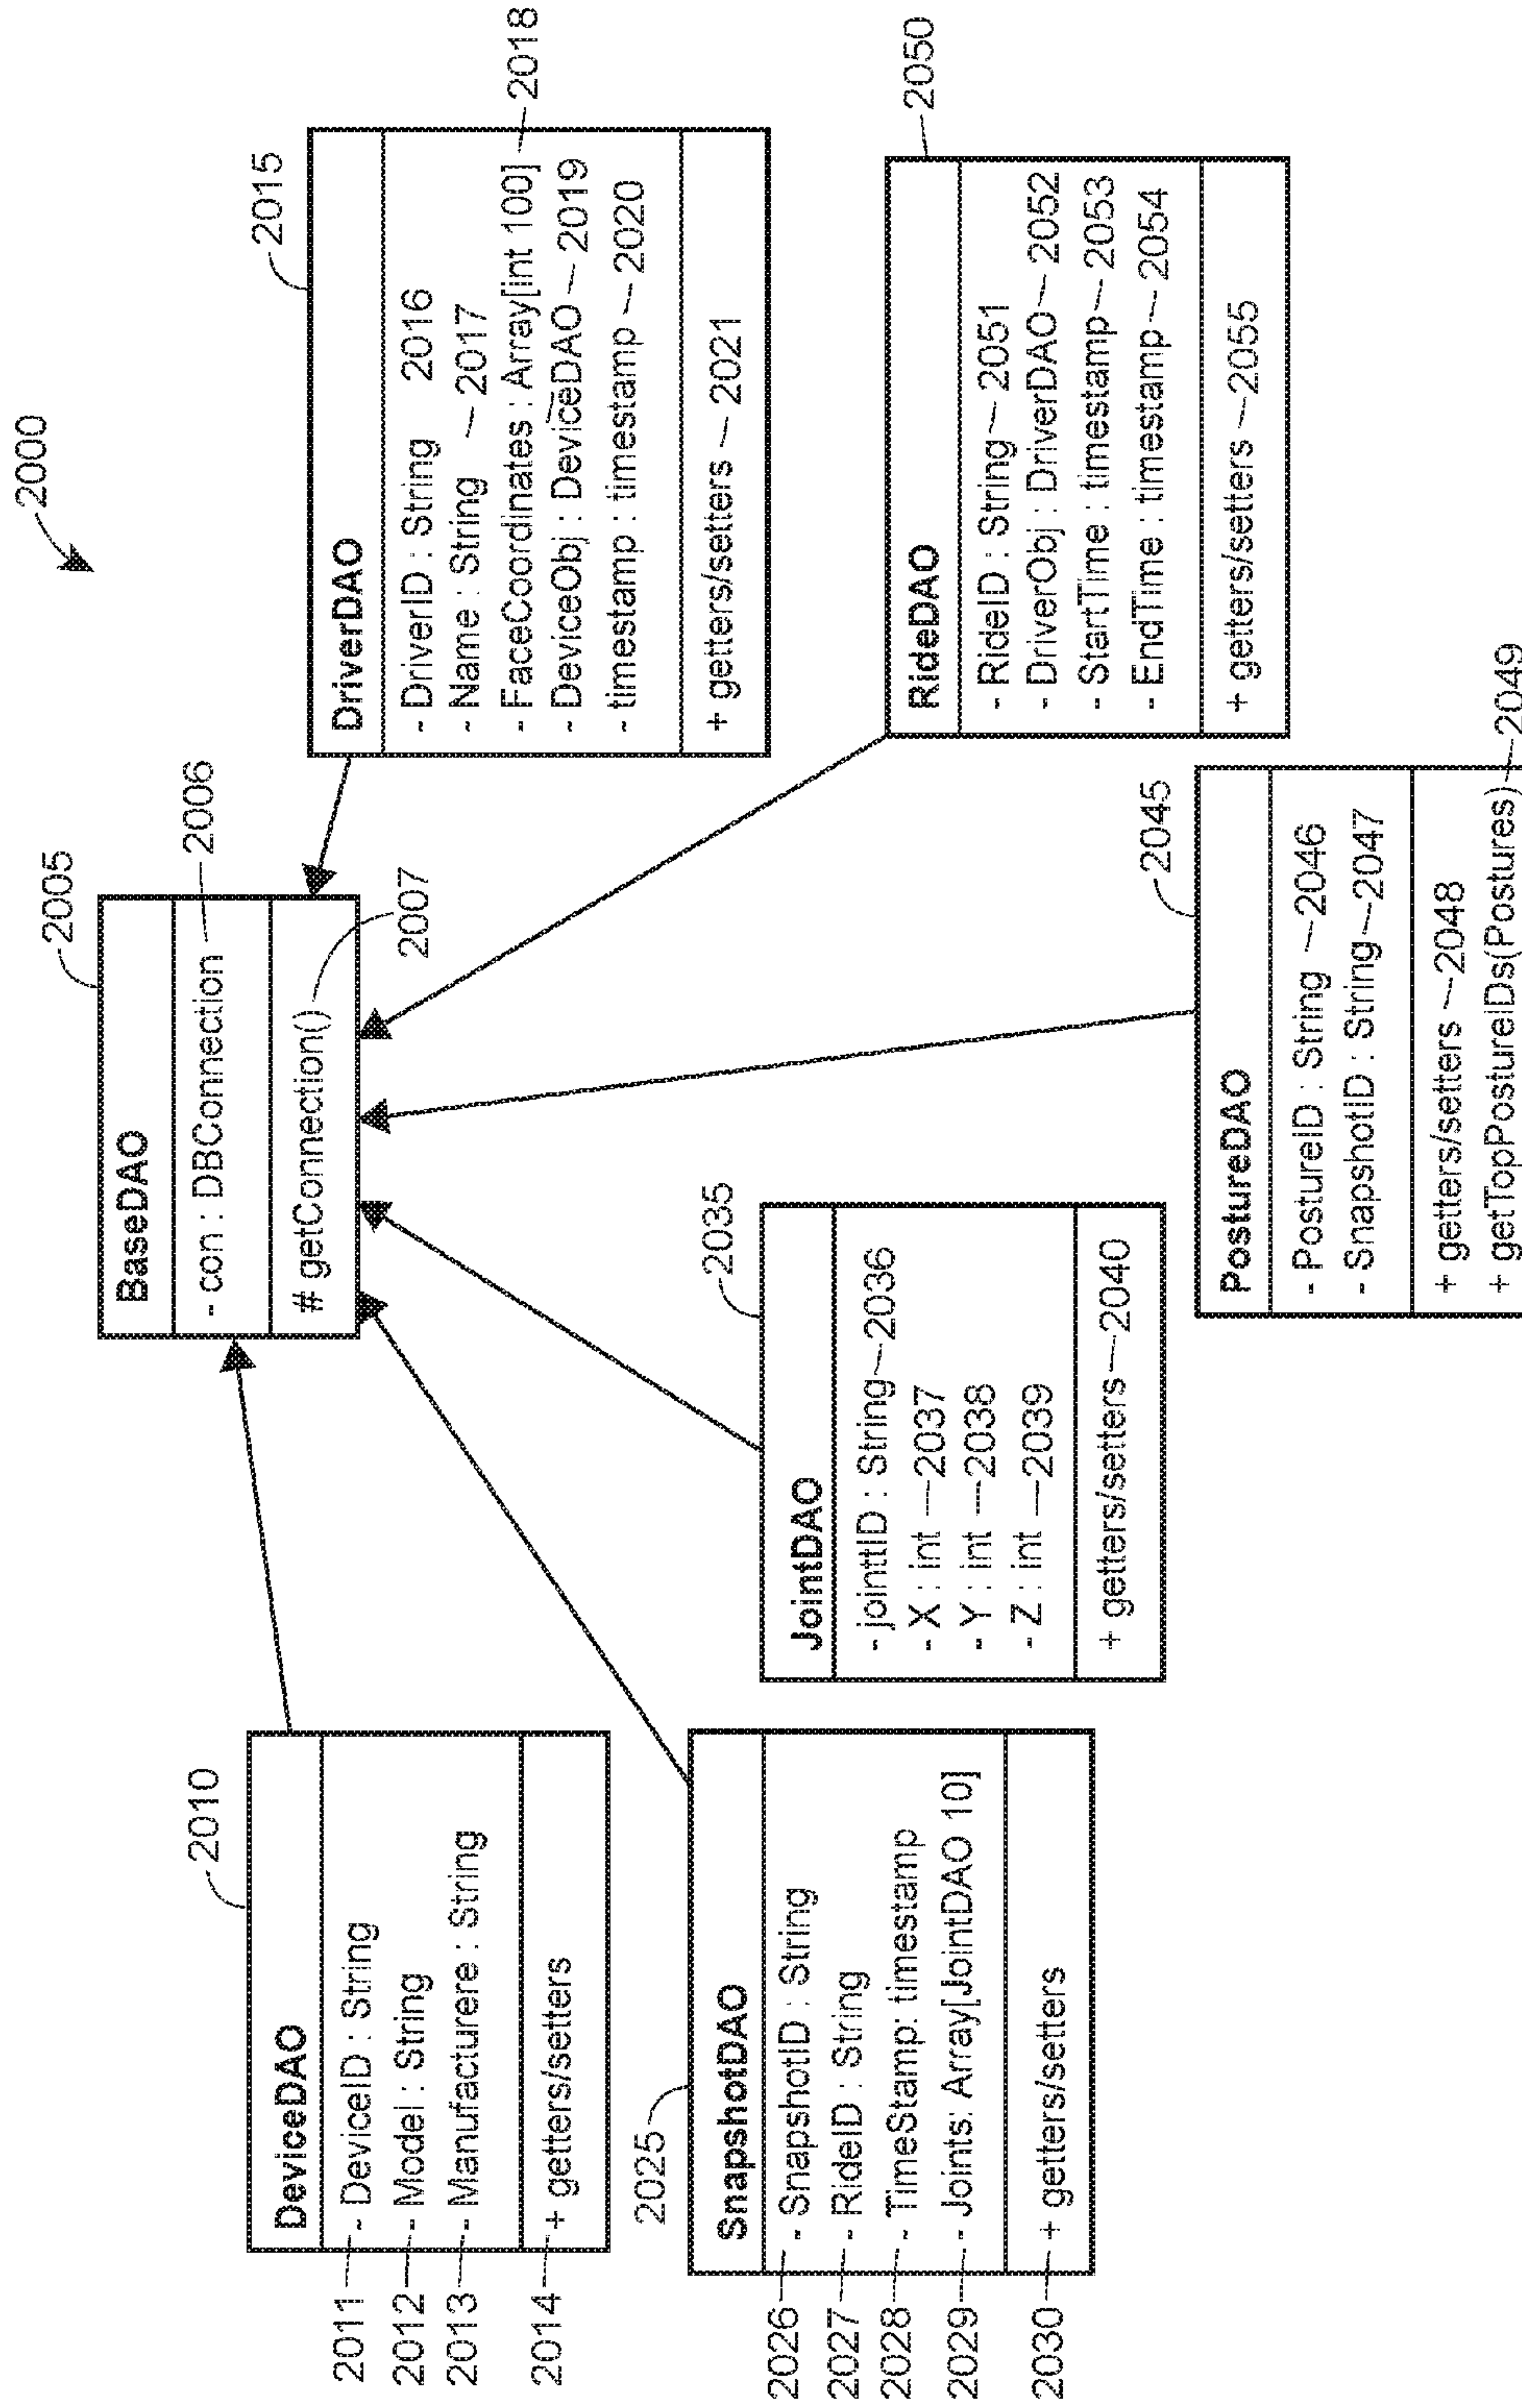 2000
2005
BaseDAO
- con : DBConnection 2006
# getConnection()
2007
2010
DeviceDAO
2011 - DeviceID : String
2012 - Model : String
2013 - Manufacturere : String
2014 + getters/setters
2015
DriverDAO
- DriverID : String 2016
- Name : String 2017
- FaceCoordinates : Array[int 100] 2018
- DeviceObj : DeviceDAO 2019
- timestamp : timestamp 2020
+ getters/setters 2021
2025
SnapshotDAO
2026 - SnapshotID : String
2027 - RideID : String
2028 - TimeStamp: timestamp
2029 - Joints: Array[JointDAO 10]
2030 + getters/setters
2035
JointDAO
- jointtID : String 2036
- X : int 2037
- Y : int 2038
- Z : int 2039
+ getters/setters 2040
2045
PostureDAO
- PostureID : String 2046
- SnapshotID : String 2047
+ getters/setters 2048
+ getTopPostureIDs(Postures) 2049
2050
RideDAO
- RideID : String 2051
- DriverObj : DriverDAO 2052
- StartTime : timestamp 2053
- EndTime : timestamp 2054
+ getters/setters 2055